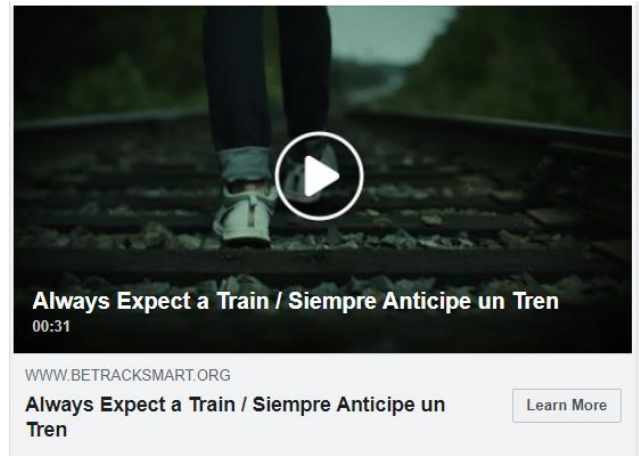 Always Expect a Train / Siempre Anticipe un Tren
00:31
WWW.BETRACKSMART.ORG
Always Expect a Train / Siempre Anticipe un
Tren
Learn More